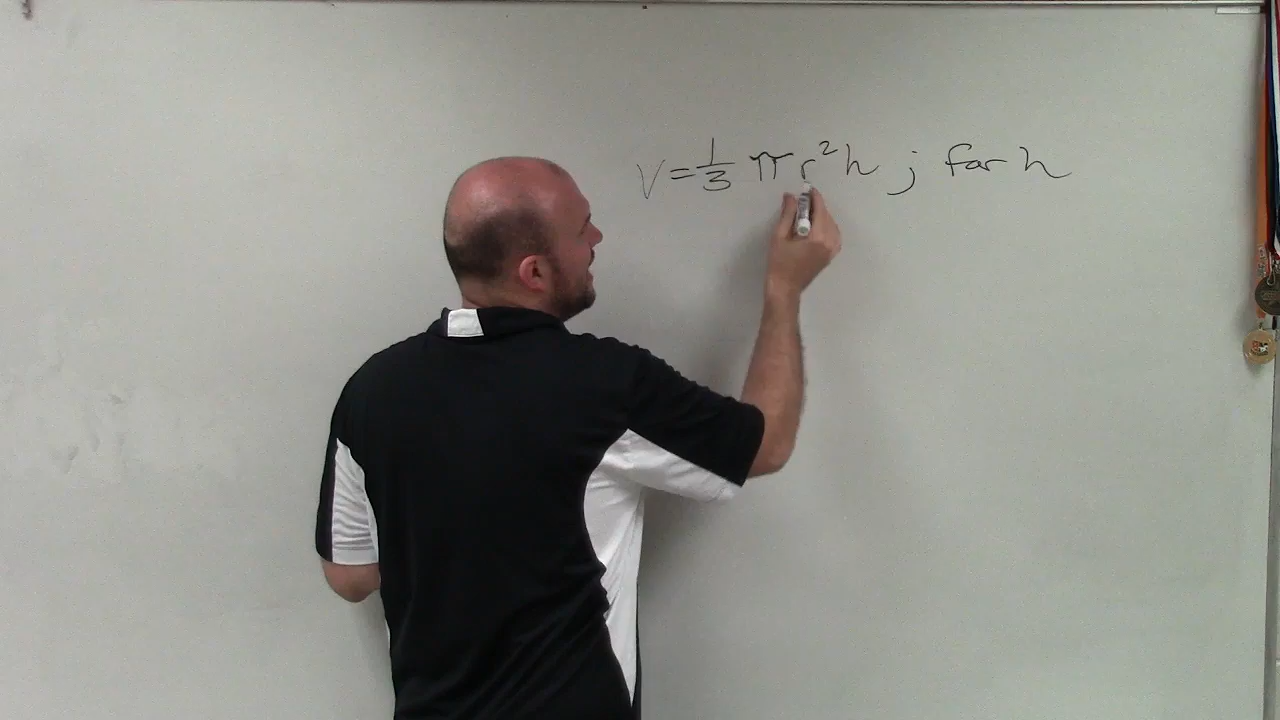 V = 1/3 πr²h ; for h